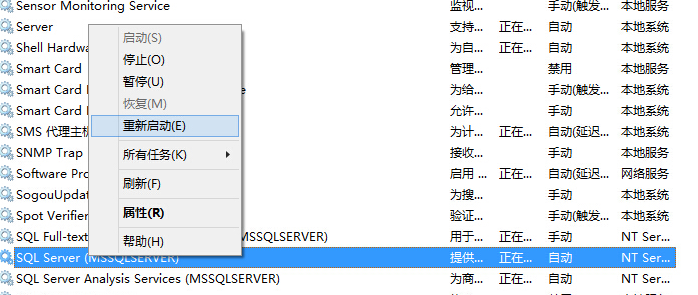 Sensor Monitoring Service 监视... 手动(触发... 本地服务
Server 支持... 正在... 自动 本地系统
启动(S)
Shell Hardwa 为自... 正在... 自动 本地系统
停止(O)
Smart Card 管理... 禁用 本地服务
暂停(U)
Smart Card 为给... 手动(触发... 本地系统
恢复(M)
Smart Card 允许... 手动 本地系统
重新启动(E)
SMS 代理主机 为计... 正在... 自动(延迟... 本地系统
SNMP Trap 接收... 手动 本地服务
所有任务(K)
Software Pro 启用 ... 正在... 自动(延迟... 网络服务
刷新(F)
SogouUpdat 为搜... 手动 本地系统
属性(R)
Spot Verifier 验证... 手动(触发... 本地系统
SQL Full-text (MSSQLSERVER) 用于... 正在... 手动 NT Ser...
帮助(H)
SQL Server (MSSQLSERVER) 提供... 正在... 自动 NT Ser...
SQL Server Analysis Services (MSSQLSERVER) 为商... 正在... 自动 NT Ser...